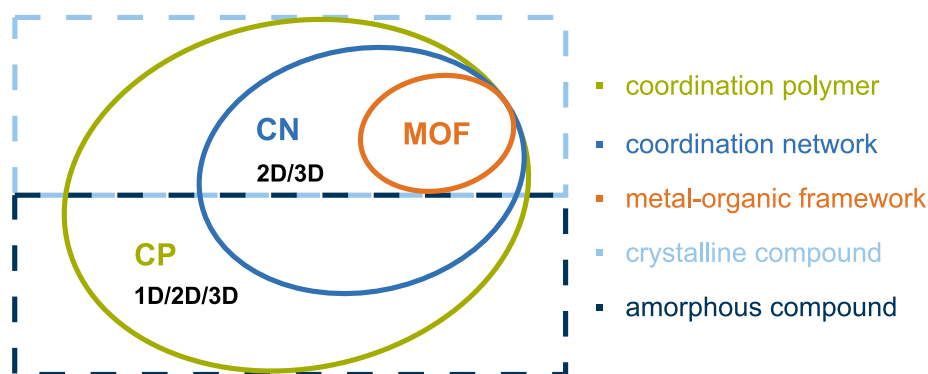 CN
2D/3D
MOF
CP
1D/2D/3D
coordination polymer
coordination network
metal-organic framework
crystalline compound
amorphous compound